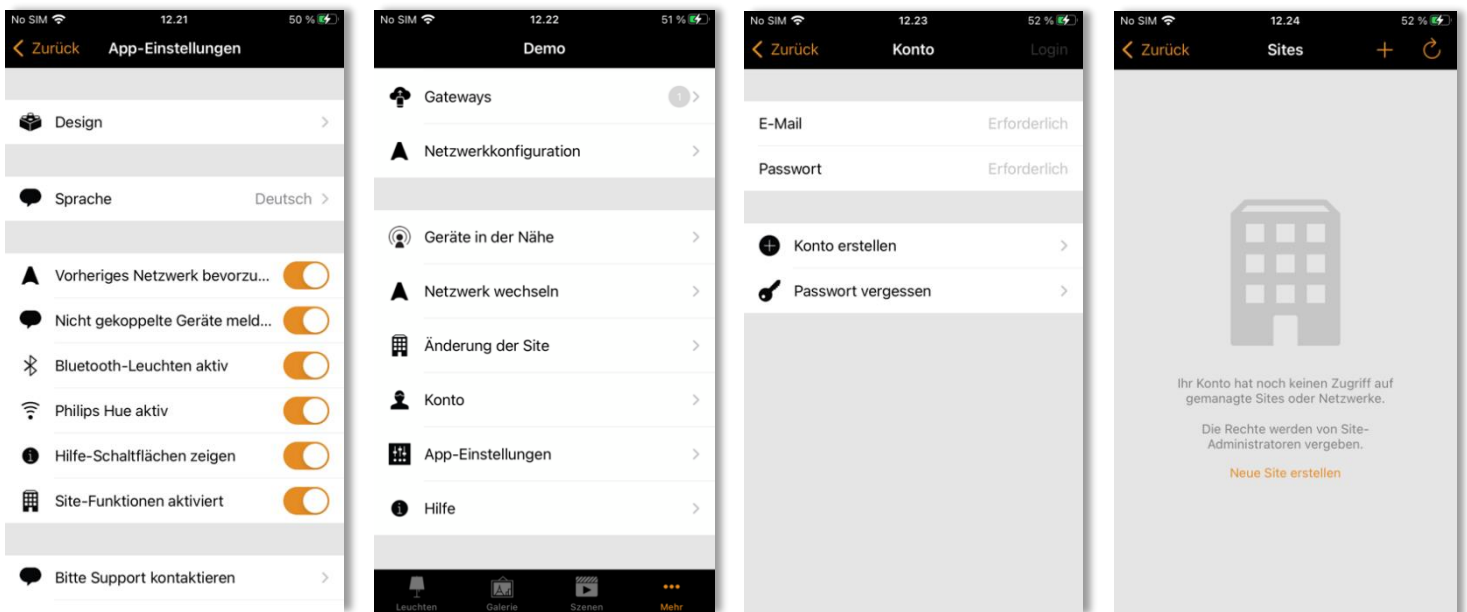 No SIM 12.21 50 %
Zurück App-Einstellungen
Design
Sprache Deutsch
Vorheriges Netzwerk bevorzu...
Nicht gekoppelte Geräte meld...
Bluetooth-Leuchten aktiv
Philips Hue aktiv
Hilfe-Schaltflächen zeigen
Site-Funktionen aktiviert
Bitte Support kontaktieren
No SIM 12.22 51 %
Demo
Gateways 1
Netzwerkkonfiguration
Geräte in der Nähe
Netzwerk wechseln
Änderung der Site
Konto
App-Einstellungen
Hilfe
Leuchten Galerie Szenen Mehr
No SIM 12.23 52 %
Zurück Konto Login
E-Mail Erforderlich
Passwort Erforderlich
Konto erstellen
Passwort vergessen
No SIM 12.24 52 %
Zurück Sites
Ihr Konto hat noch keinen Zugriff auf
gemanagte Sites oder Netzwerke.
Die Rechte werden von Site-
Administratoren vergeben.
Neue Site erstellen